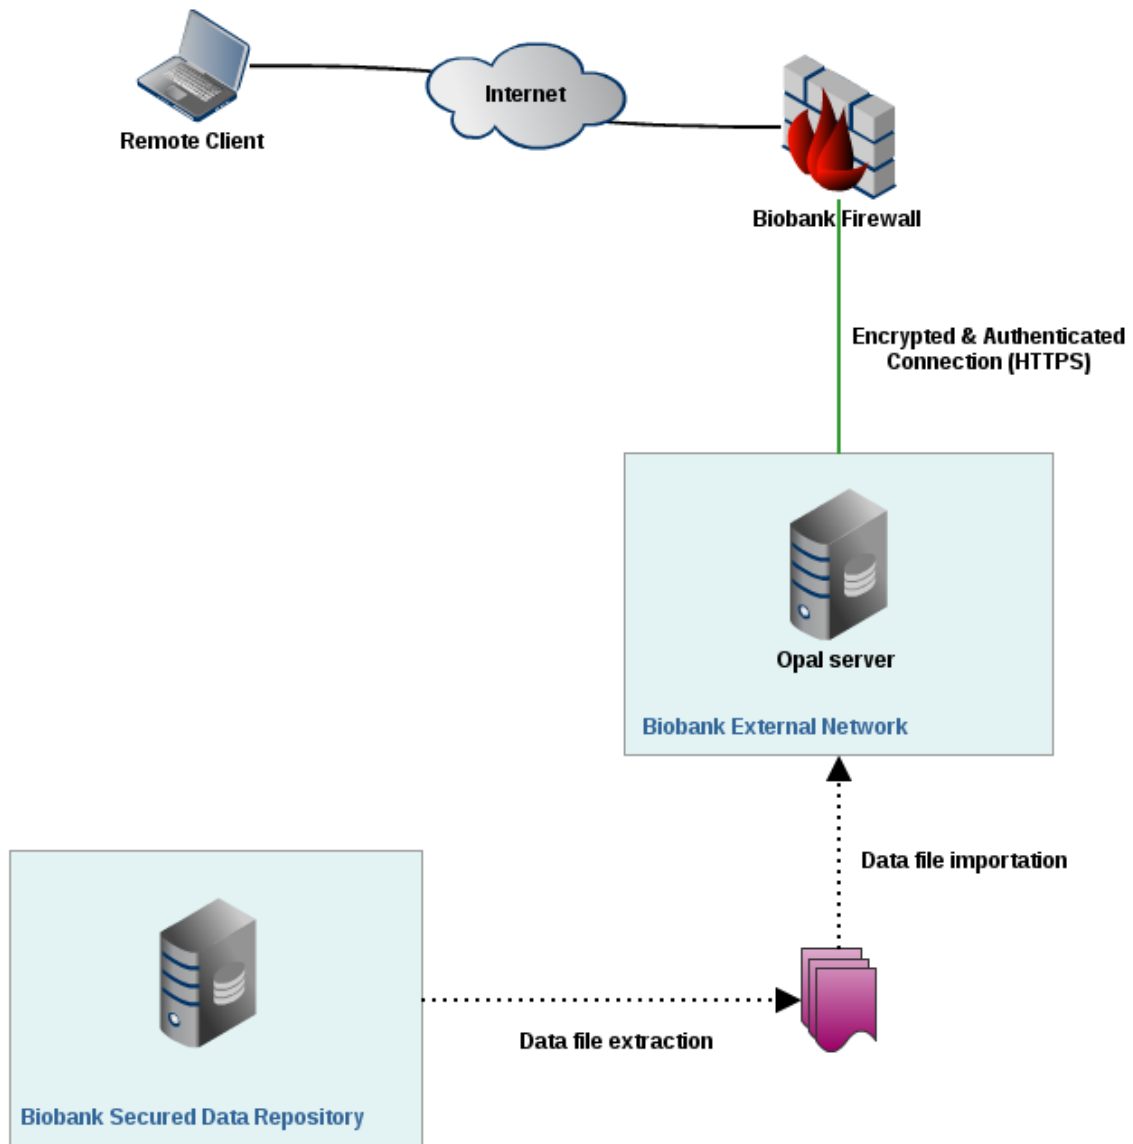 Internet
Remote Client
Biobank Firewall
Encrypted & Authenticated
Connection (HTTPS)
Opal server
Biobank External Network
Data file importation
Data file extraction
Biobank Secured Data Repository